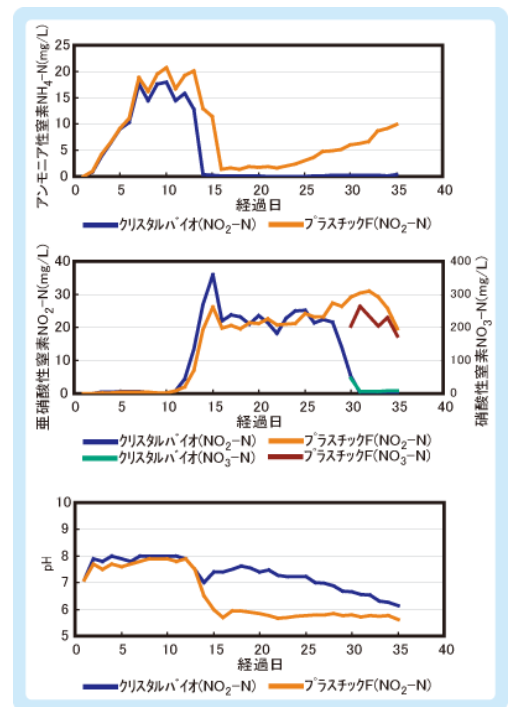 アンモニア性窒素NH₄-N(mg/L)
25
20
15
10
5
0
0 5 10 15 20 25 30 35 40
経過日
クリスタルバイオ(NO₂-N) プラスチックF(NO₂-N)
亜硝酸性窒素NO₂-N(mg/L)
40
30
20
10
0
硝酸性窒素NO₃-N(mg/L)
400
300
200
100
0
0 5 10 15 20 25 30 35 40
経過日
クリスタルバイオ(NO₂-N) プラスチックF(NO₂-N)
クリスタルバイオ(NO₃-N) プラスチックF(NO₃-N)
pH
10
9
8
7
6
5
0 5 10 15 20 25 30 35 40
経過日
クリスタルバイオ(NO₂-N) プラスチックF(NO₂-N)